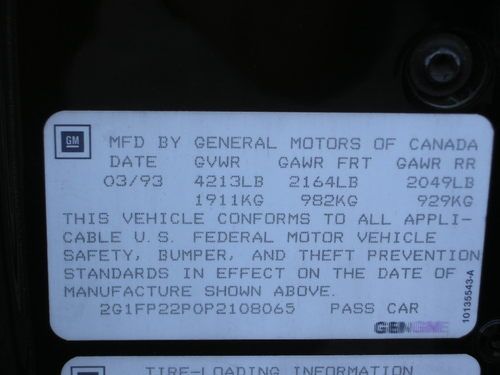 GM
MFD BY GENERAL MOTORS OF CANADA
DATE GVWR GAWR FRT GAWR RR
03/93 4213LB 2164LB 2049LB
1911KG 982KG 929KG
THIS VEHICLE CONFORMS TO ALL APPLI-
CABLE U.S. FEDERAL MOTOR VEHICLE
SAFETY, BUMPER, AND THEFT PREVENTION
STANDARDS IN EFFECT ON THE DATE OF
MANUFACTURE SHOWN ABOVE.
2G1FP22P0P2108065 PASS CAR
10135543-A
TIRE-LOADING INFORMATION